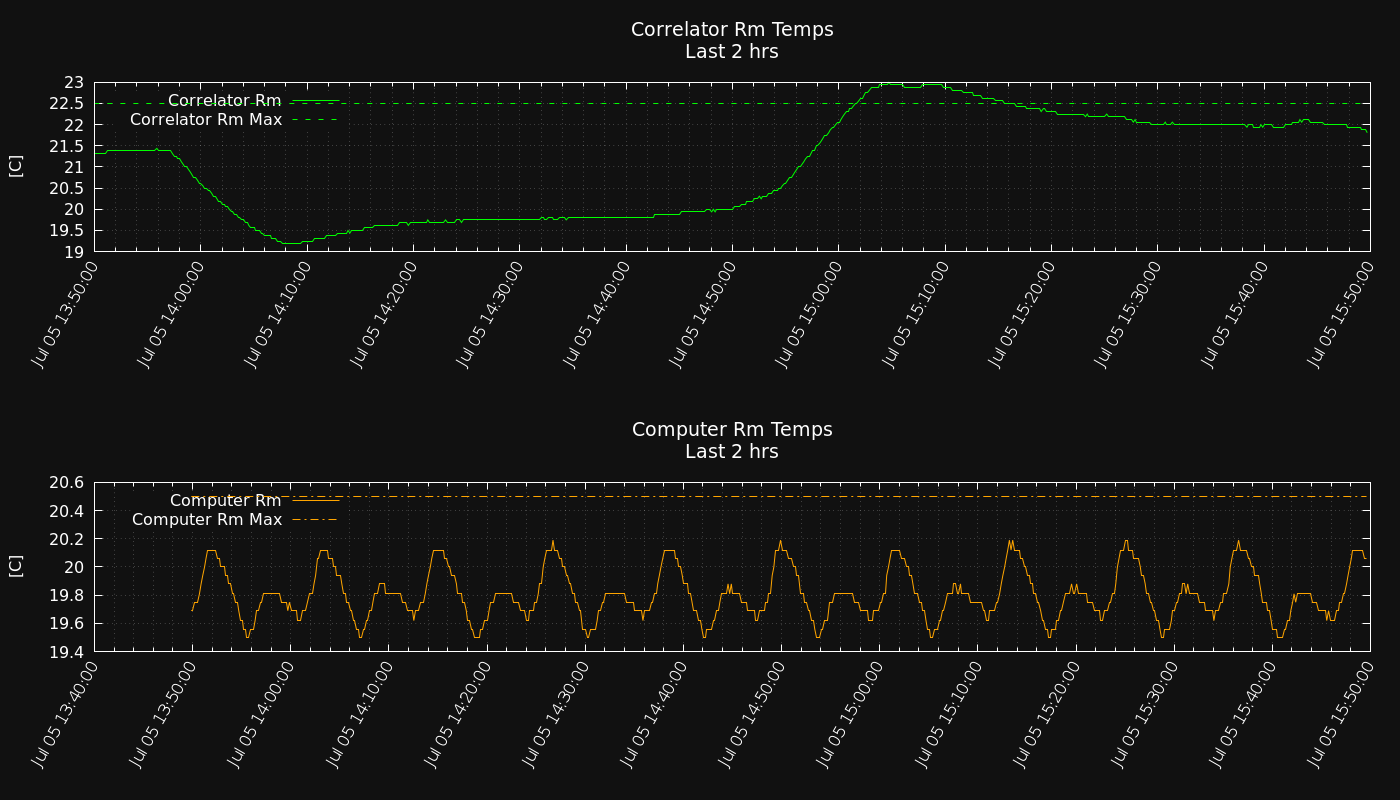 Correlator Rm Temps
Last 2 hrs
23
22.5
22
21.5
21
20.5
20
19.5
19
[C]
Correlator Rm
Correlator Rm Max
Jul 05 13:50:00
Jul 05 14:00:00
Jul 05 14:10:00
Jul 05 14:20:00
Jul 05 14:30:00
Jul 05 14:40:00
Jul 05 14:50:00
Jul 05 15:00:00
Jul 05 15:10:00
Jul 05 15:20:00
Jul 05 15:30:00
Jul 05 15:40:00
Jul 05 15:50:00
Computer Rm Temps
Last 2 hrs
20.6
20.4
20.2
20
19.8
19.6
19.4
[C]
Computer Rm
Computer Rm Max
Jul 05 13:40:00
Jul 05 13:50:00
Jul 05 14:00:00
Jul 05 14:10:00
Jul 05 14:20:00
Jul 05 14:30:00
Jul 05 14:40:00
Jul 05 14:50:00
Jul 05 15:00:00
Jul 05 15:10:00
Jul 05 15:20:00
Jul 05 15:30:00
Jul 05 15:40:00
Jul 05 15:50:00